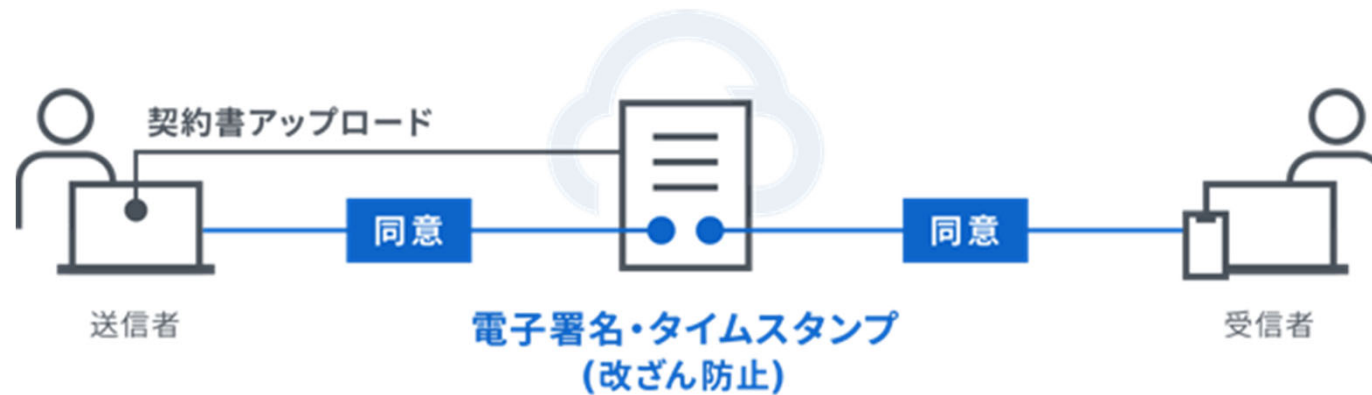 契約書アップロード
同意
同意
送信者
電子署名・タイムスタンプ
(改ざん防止)
受信者